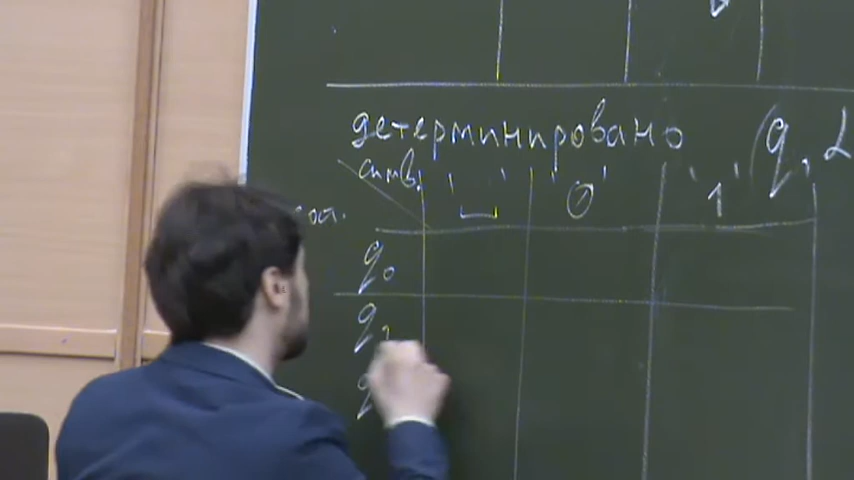 детерминировано (q, α
симв. '␣' '0' '1'
сост.
q₀
q₁
q